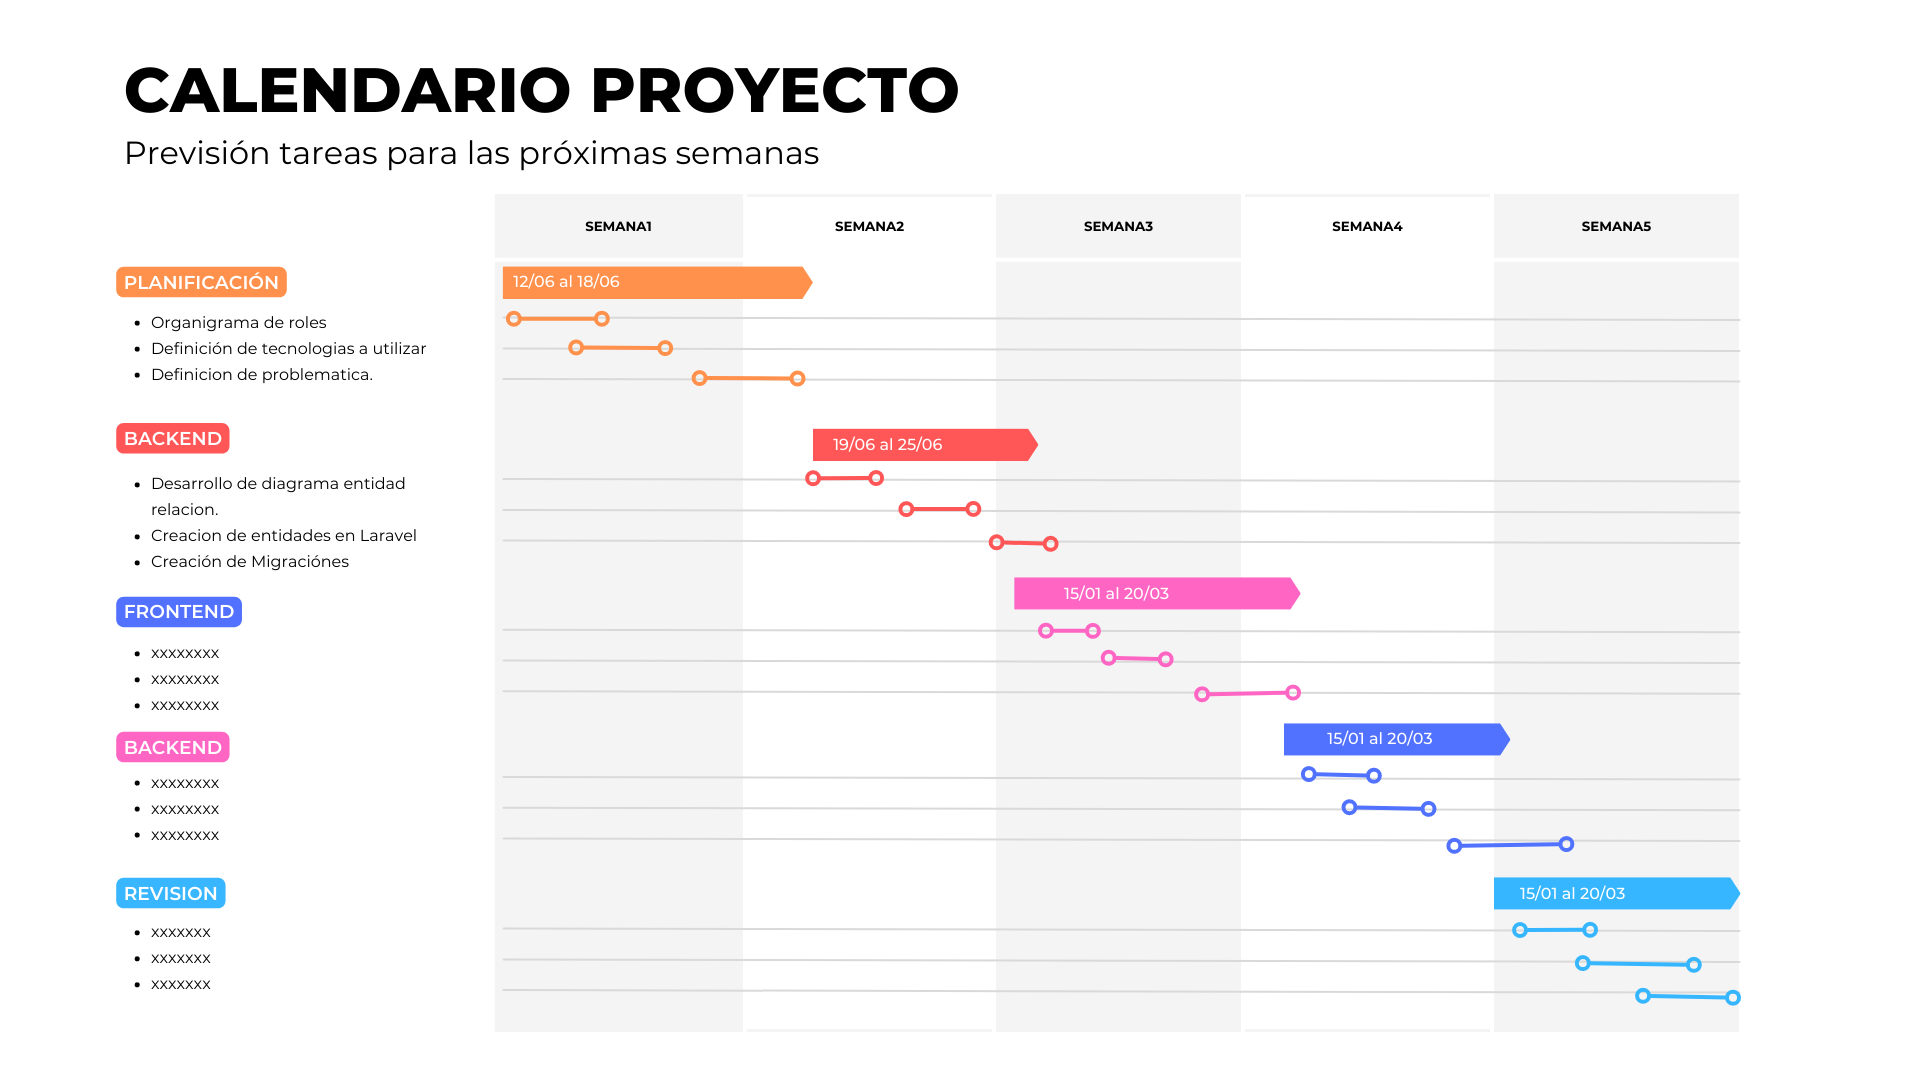 CALENDARIO PROYECTO
Previsión tareas para las próximas semanas
SEMANA1
SEMANA2
SEMANA3
SEMANA4
SEMANA5
PLANIFICACIÓN
12/06 al 18/06
Organigrama de roles
Definición de tecnologias a utilizar
Definicion de problematica.
BACKEND
19/06 al 25/06
Desarrollo de diagrama entidad
relacion.
Creacion de entidades en Laravel
Creación de Migraciónes
15/01 al 20/03
FRONTEND
xxxxxxxx
xxxxxxxx
xxxxxxxx
BACKEND
15/01 al 20/03
xxxxxxxx
xxxxxxxx
xxxxxxxx
REVISION
15/01 al 20/03
xxxxxxx
xxxxxxx
xxxxxxx